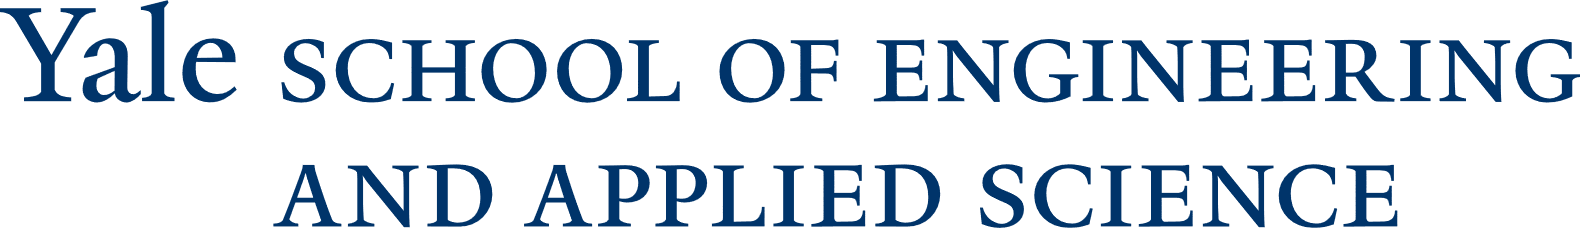 Yale SCHOOL OF ENGINEERING
AND APPLIED SCIENCE